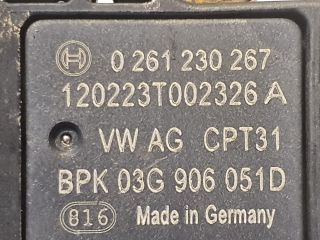 0 261 230 267
120223T002326 A
VW AG CPT31
BPK 03G 906 051D
816 Made in Germany